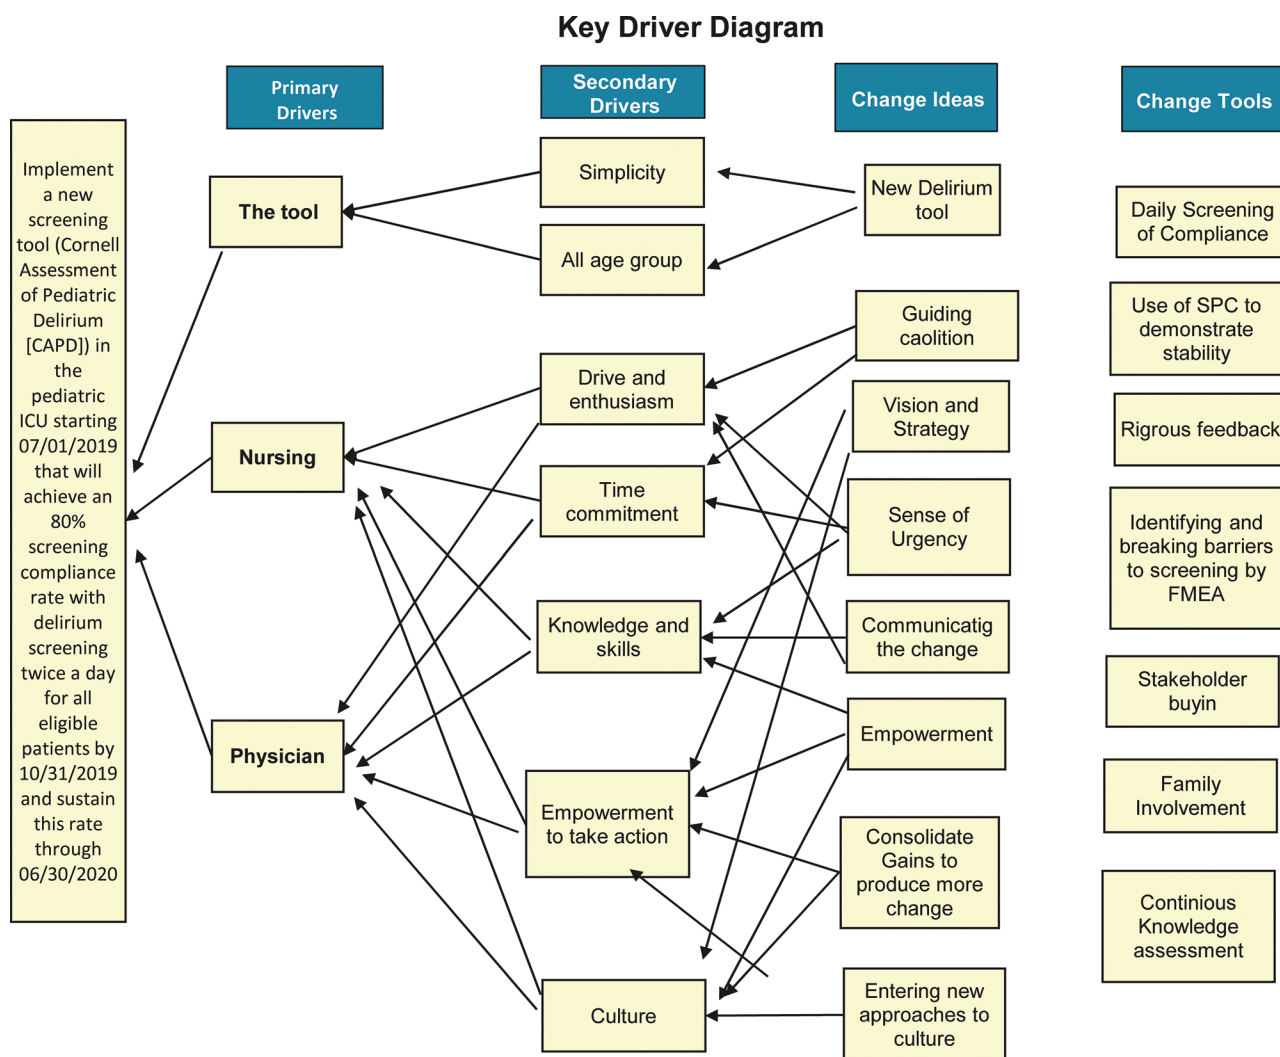 Key Driver Diagram
Primary
Drivers
Secondary
Drivers
Change Ideas
Change Tools
Implement
a new
screening
tool (Cornell
Assessment
of Pediatric
Delirium
[CAPD]) in
the
pediatric
ICU starting
07/01/2019
that will
achieve an
80%
screening
compliance
rate with
delirium
screening
twice a day
for all
eligible
patients by
10/31/2019
and sustain
this rate
through
06/30/2020
The tool
Nursing
Physician
Simplicity
All age group
Drive and
enthusiasm
Time
commitment
Knowledge and
skills
Empowerment
to take action
Culture
New Delirium
tool
Guiding
caolition
Vision and
Strategy
Sense of
Urgency
Communicatig
the change
Empowerment
Consolidate
Gains to
produce more
change
Entering new
approaches to
culture
Daily Screening
of Compliance
Use of SPC to
demonstrate
stability
Rigrous feedback
Identifying and
breaking barriers
to screening by
FMEA
Stakeholder
buyin
Family
Involvement
Continious
Knowledge
assessment